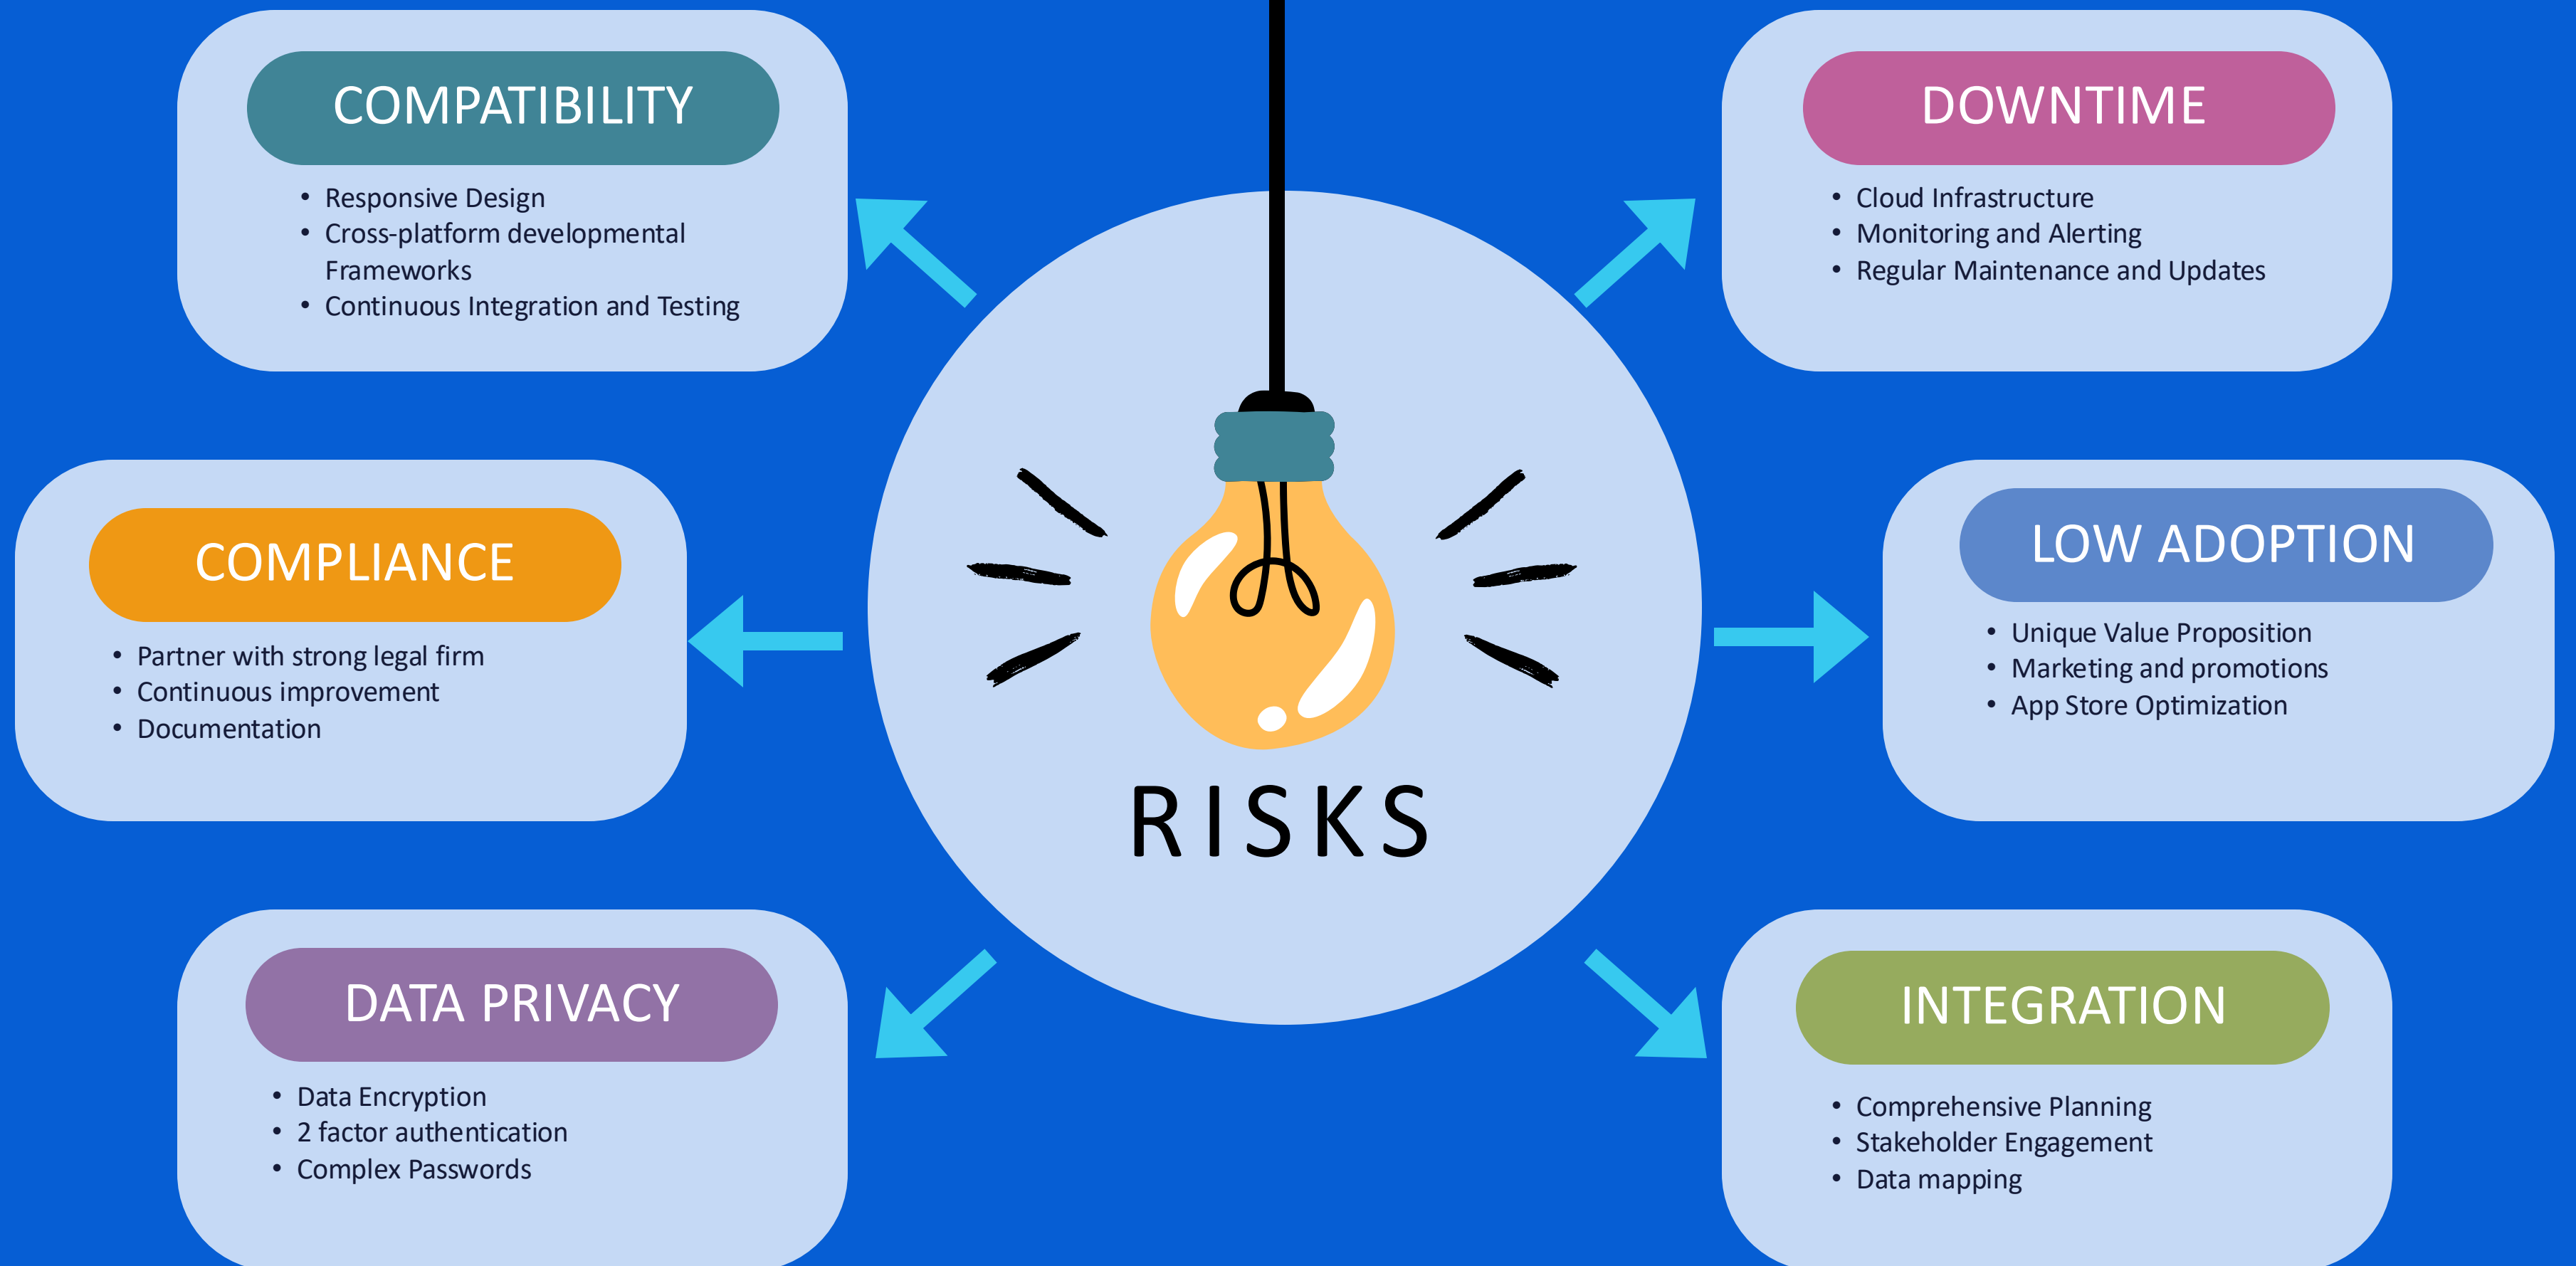 COMPATIBILITY
• Responsive Design
• Cross-platform developmental
Frameworks
• Continuous Integration and Testing
DOWNTIME
• Cloud Infrastructure
• Monitoring and Alerting
• Regular Maintenance and Updates
COMPLIANCE
• Partner with strong legal firm
• Continuous improvement
• Documentation
RISKS
LOW ADOPTION
• Unique Value Proposition
• Marketing and promotions
• App Store Optimization
DATA PRIVACY
• Data Encryption
• 2 factor authentication
• Complex Passwords
INTEGRATION
• Comprehensive Planning
• Stakeholder Engagement
• Data mapping